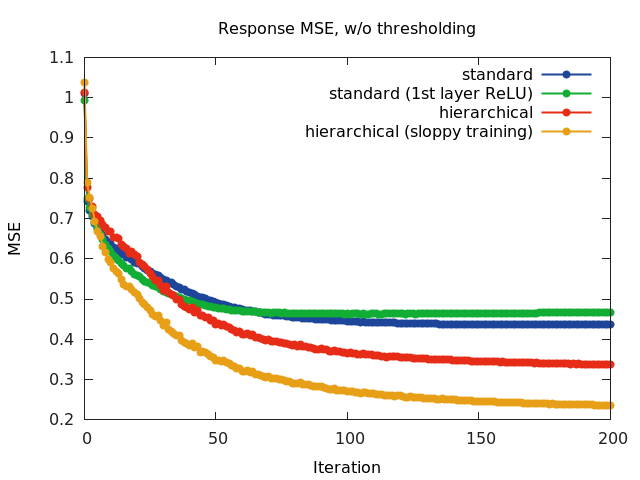 Response MSE, w/o thresholding
standard
standard (1st layer ReLU)
hierarchical
hierarchical (sloppy training)
1.1
1
0.9
0.8
0.7
0.6
0.5
0.4
0.3
0.2
MSE
0 50 100 150 200
Iteration